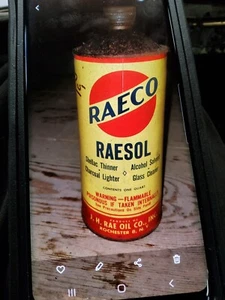 RAECO
RAESOL
Shellac Thinner
Alcohol Solvent
Charcoal Lighter
Glass Cleaner
CONTENTS ONE QUART
WARNING—FLAMMABLE
POISONOUS IF TAKEN INTERNALLY
J. H. RAE OIL CO., INC.
ROCHESTER 8, N. Y.